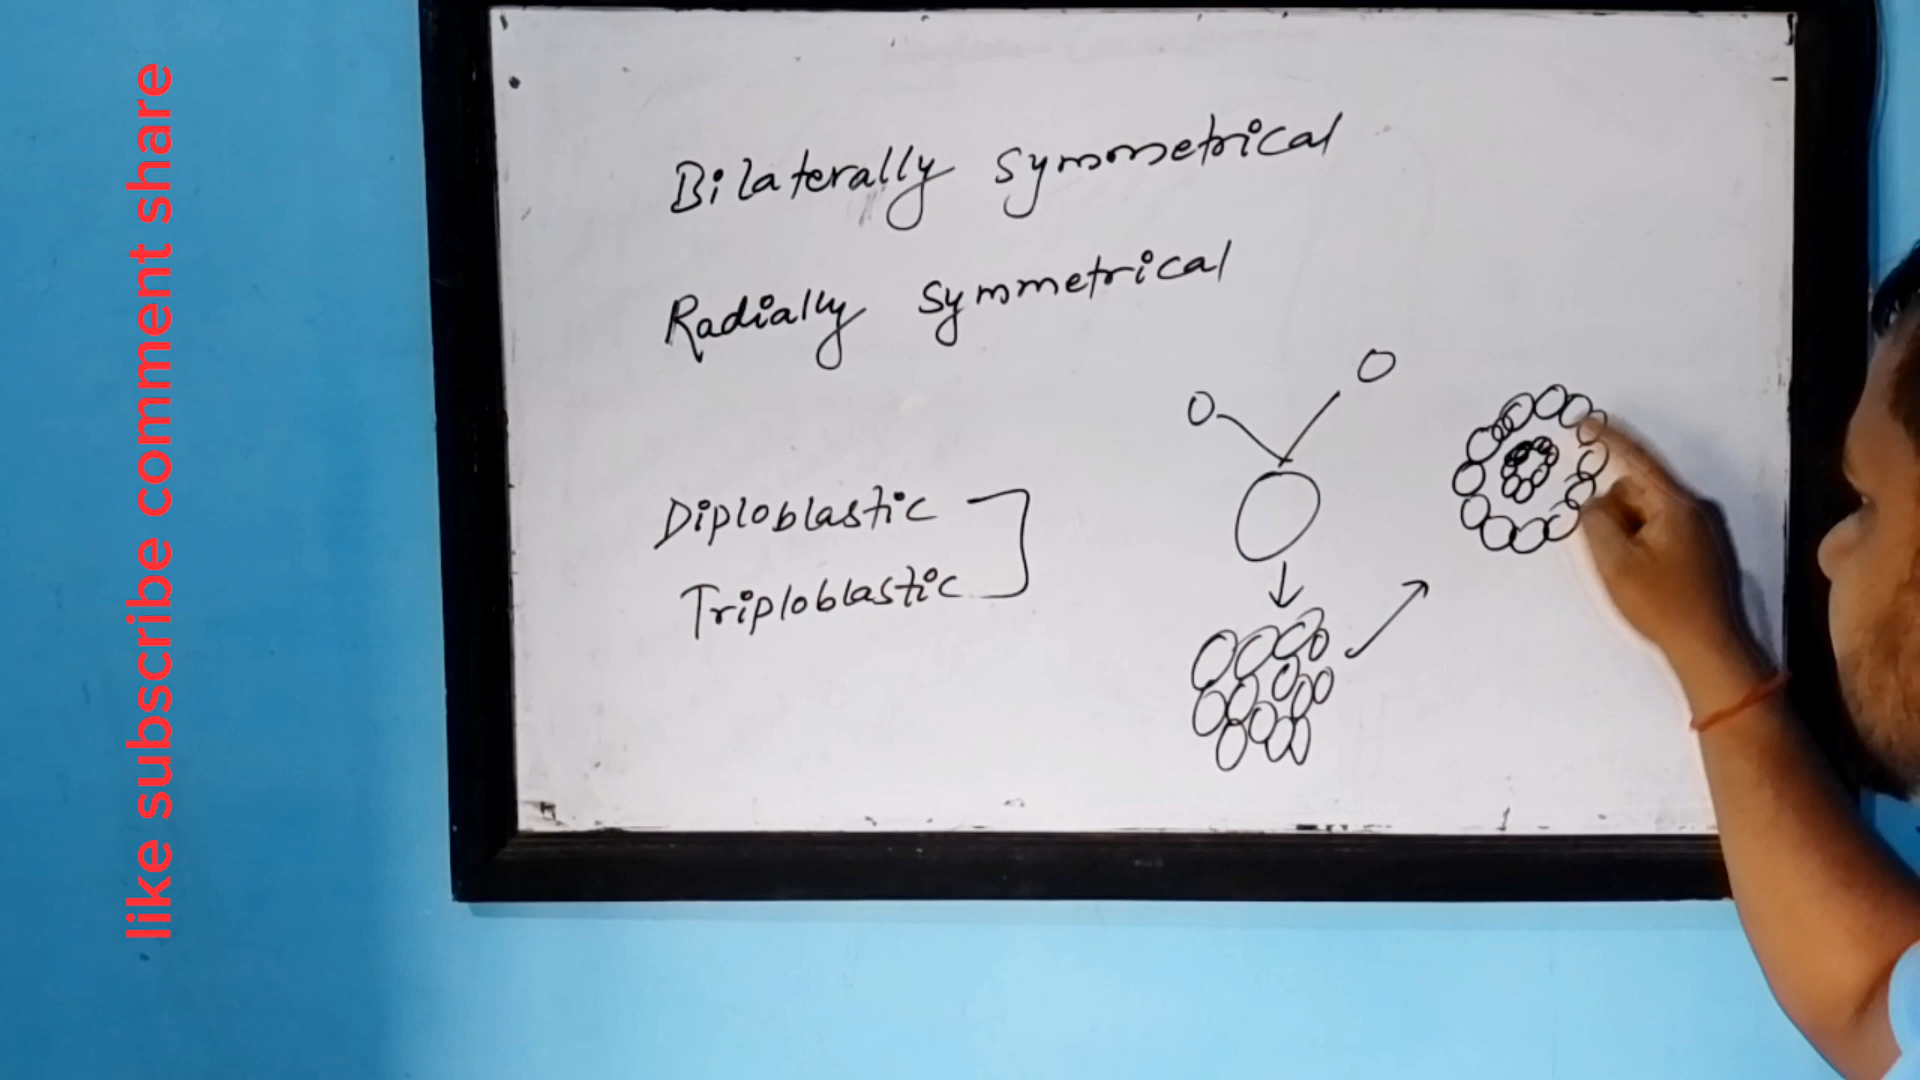 like subscribe comment share
Bilaterally symmetrical
Radially symmetrical
Diploblastic
Triploblastic